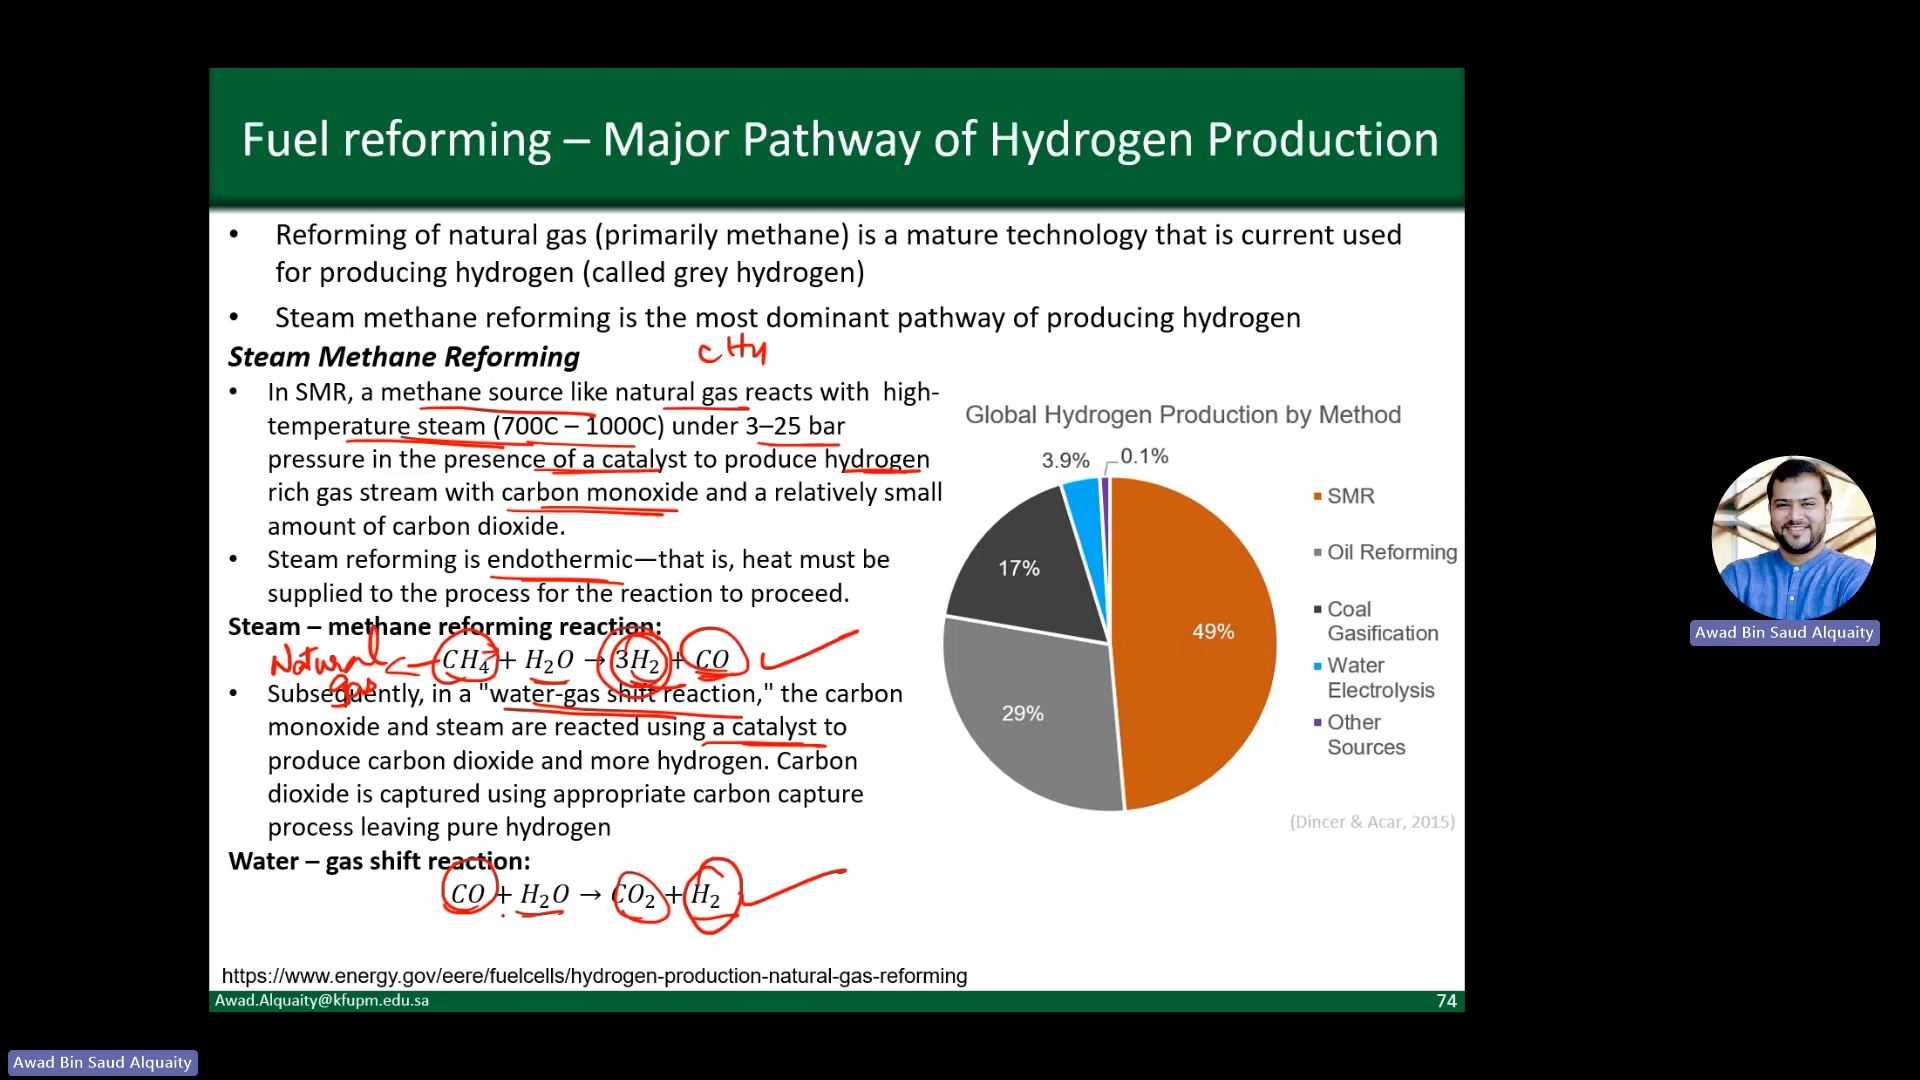 Fuel reforming – Major Pathway of Hydrogen Production
• Reforming of natural gas (primarily methane) is a mature technology that is current used
for producing hydrogen (called grey hydrogen)
• Steam methane reforming is the most dominant pathway of producing hydrogen
CH4
Steam Methane Reforming
• In SMR, a methane source like natural gas reacts with high-
temperature steam (700C – 1000C) under 3–25 bar
pressure in the presence of a catalyst to produce hydrogen
rich gas stream with carbon monoxide and a relatively small
amount of carbon dioxide.
• Steam reforming is endothermic—that is, heat must be
supplied to the process for the reaction to proceed.
Steam – methane reforming reaction:
Natural
gas
CH₄ + H₂O → 3H₂ + CO
• Subsequently, in a "water-gas shift reaction," the carbon
monoxide and steam are reacted using a catalyst to
produce carbon dioxide and more hydrogen. Carbon
dioxide is captured using appropriate carbon capture
process leaving pure hydrogen
Water – gas shift reaction:
CO + H₂O → CO₂ + H₂
Global Hydrogen Production by Method
3.9%
0.1%
17%
49%
29%
SMR
Oil Reforming
Coal
Gasification
Water
Electrolysis
Other
Sources
(Dincer & Acar, 2015)
https://www.energy.gov/eere/fuelcells/hydrogen-production-natural-gas-reforming
Awad.Alquaity@kfupm.edu.sa
74
Awad Bin Saud Alquaity
Awad Bin Saud Alquaity